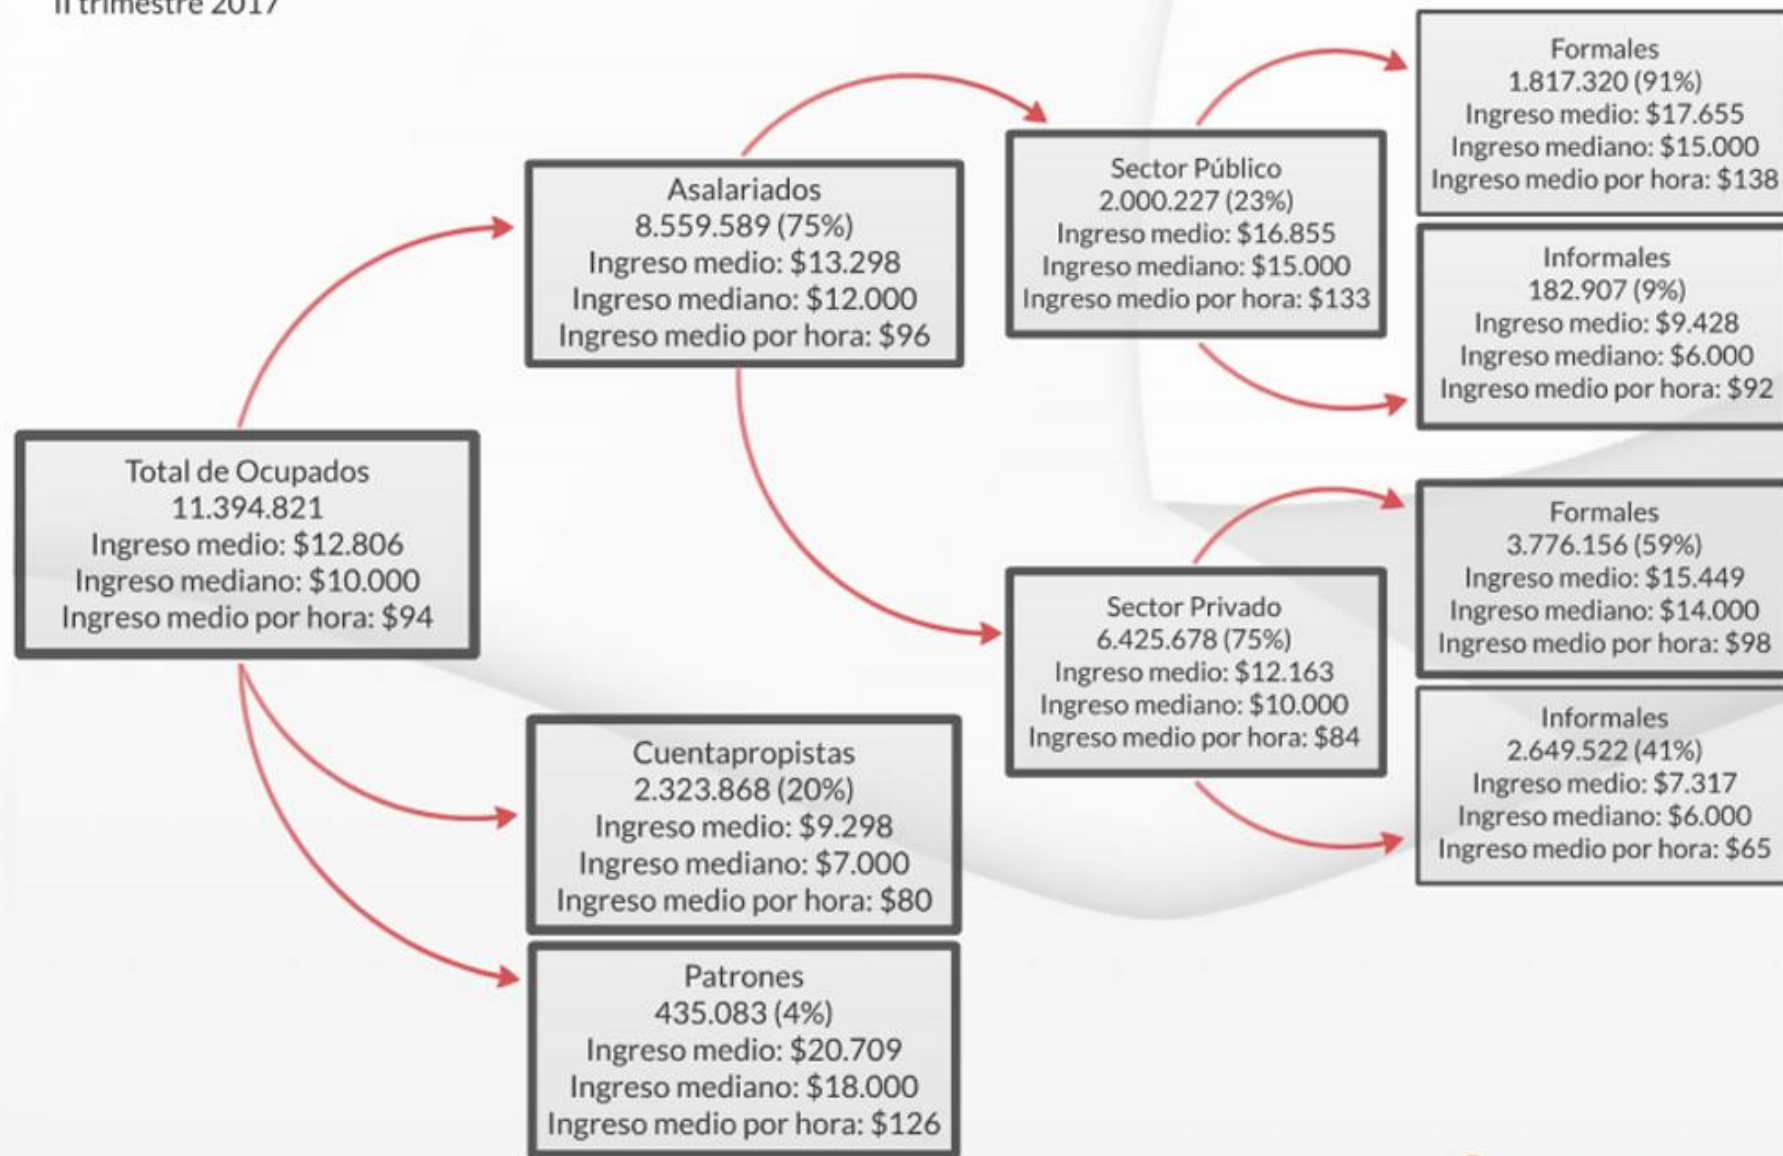 II trimestre 2017
Total de Ocupados
11.394.821
Ingreso medio: $12.806
Ingreso mediano: $10.000
Ingreso medio por hora: $94
Asalariados
8.559.589 (75%)
Ingreso medio: $13.298
Ingreso mediano: $12.000
Ingreso medio por hora: $96
Cuentapropistas
2.323.868 (20%)
Ingreso medio: $9.298
Ingreso mediano: $7.000
Ingreso medio por hora: $80
Patrones
435.083 (4%)
Ingreso medio: $20.709
Ingreso mediano: $18.000
Ingreso medio por hora: $126
Sector Público
2.000.227 (23%)
Ingreso medio: $16.855
Ingreso mediano: $15.000
Ingreso medio por hora: $133
Sector Privado
6.425.678 (75%)
Ingreso medio: $12.163
Ingreso mediano: $10.000
Ingreso medio por hora: $84
Formales
1.817.320 (91%)
Ingreso medio: $17.655
Ingreso mediano: $15.000
Ingreso medio por hora: $138
Informales
182.907 (9%)
Ingreso medio: $9.428
Ingreso mediano: $6.000
Ingreso medio por hora: $92
Formales
3.776.156 (59%)
Ingreso medio: $15.449
Ingreso mediano: $14.000
Ingreso medio por hora: $98
Informales
2.649.522 (41%)
Ingreso medio: $7.317
Ingreso mediano: $6.000
Ingreso medio por hora: $65